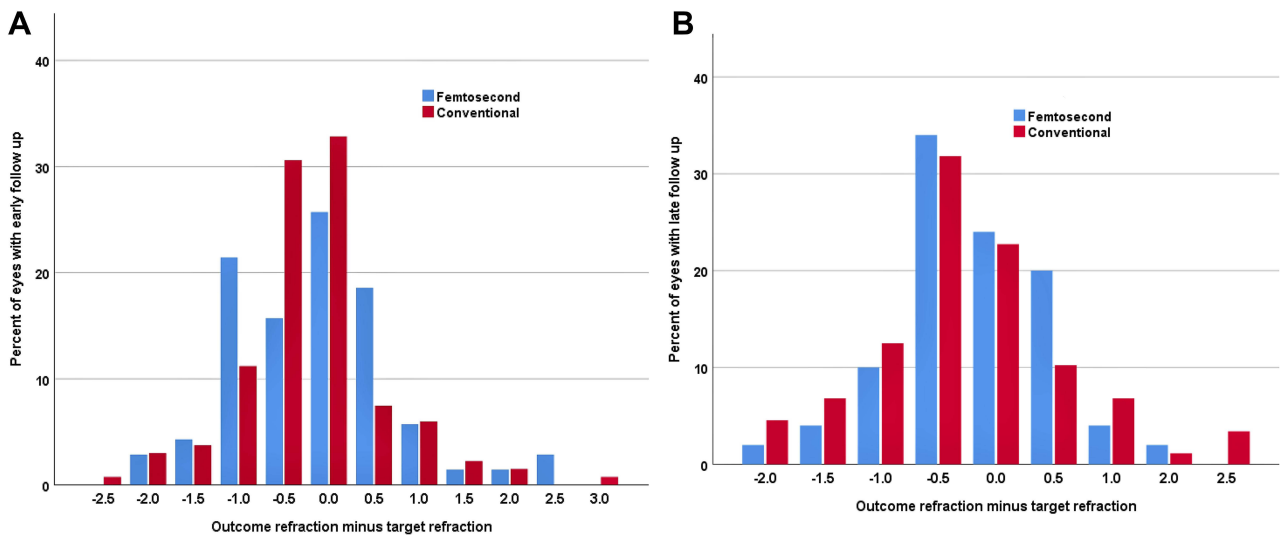 A
Percent of eyes with early follow up
40
30
20
10
0
Femtosecond
Conventional
-2.5 -2.0 -1.5 -1.0 -0.5 0.0 0.5 1.0 1.5 2.0 2.5 3.0
Outcome refraction minus target refraction
B
Percent of eyes with late follow up
40
30
20
10
0
Femtosecond
Conventional
-2.0 -1.5 -1.0 -0.5 0.0 0.5 1.0 2.0 2.5
Outcome refraction minus target refraction